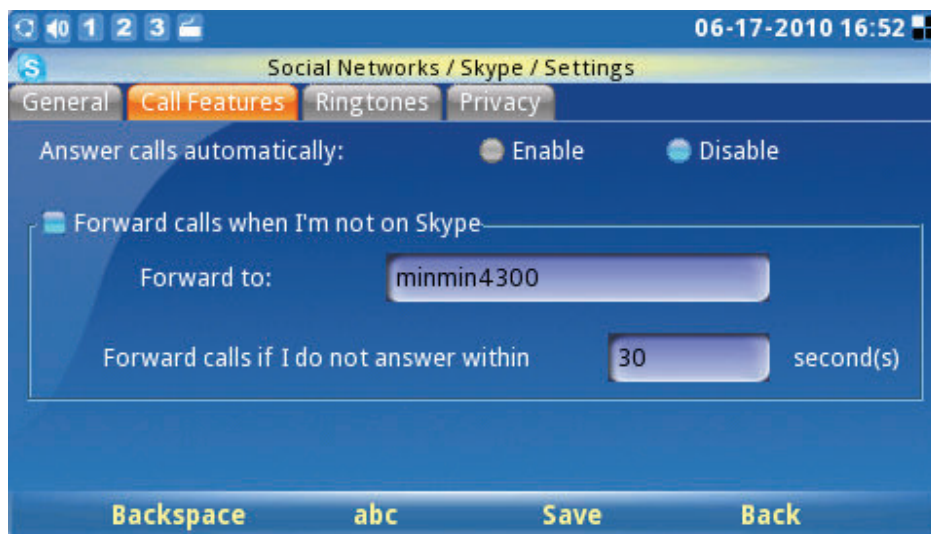 1 2 3 06-17-2010 16:52
S Social Networks / Skype / Settings
General Call Features Ringtones Privacy
Answer calls automatically: Enable Disable
Forward calls when I'm not on Skype
Forward to: minmin4300
Forward calls if I do not answer within 30 second(s)
Backspace abc Save Back